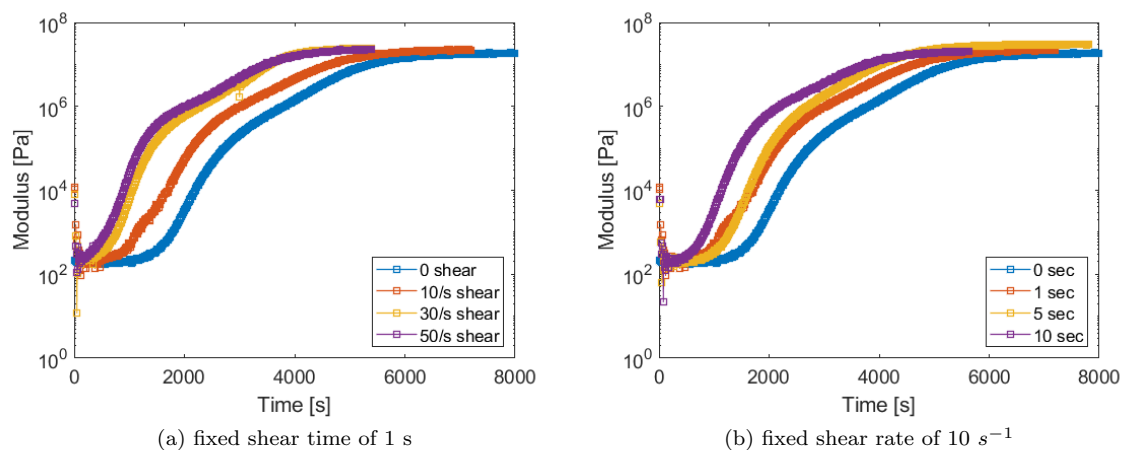 10^8
10^6
10^4
10^2
10^0
Modulus [Pa]
0 shear
10/s shear
30/s shear
50/s shear
0 2000 4000 6000 8000
Time [s]
(a) fixed shear time of 1 s
10^8
10^6
10^4
10^2
10^0
Modulus [Pa]
0 sec
1 sec
5 sec
10 sec
0 2000 4000 6000 8000
Time [s]
(b) fixed shear rate of 10 s^−1